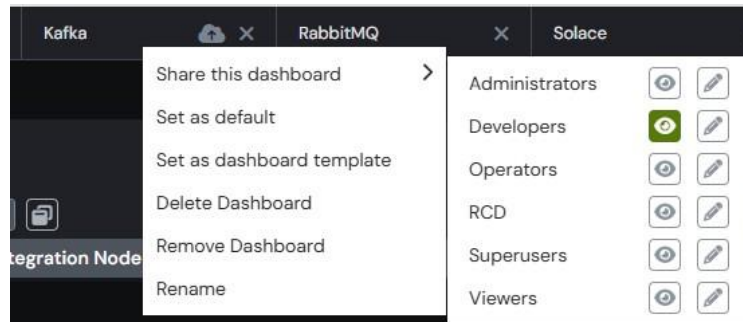 Kafka
RabbitMQ
Solace
Share this dashboard
Set as default
Set as dashboard template
Delete Dashboard
Remove Dashboard
Rename
Administrators
Developers
Operators
RCD
Superusers
Viewers
tegration Node